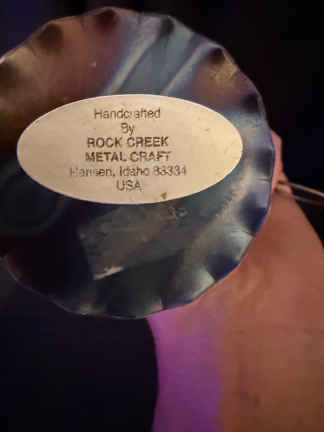 Handcrafted
By
ROCK CREEK
METAL CRAFT
Hansen, Idaho 83334
USA